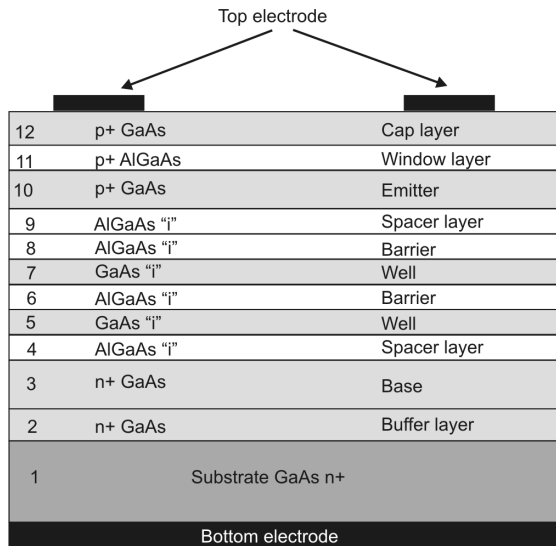 Top electrode
12 p+ GaAs Cap layer
11 p+ AlGaAs Window layer
10 p+ GaAs Emitter
9 AlGaAs “i” Spacer layer
8 AlGaAs “i” Barrier
7 GaAs “i” Well
6 AlGaAs “i” Barrier
5 GaAs “i” Well
4 AlGaAs “i” Spacer layer
3 n+ GaAs Base
2 n+ GaAs Buffer layer
1 Substrate GaAs n+
Bottom electrode